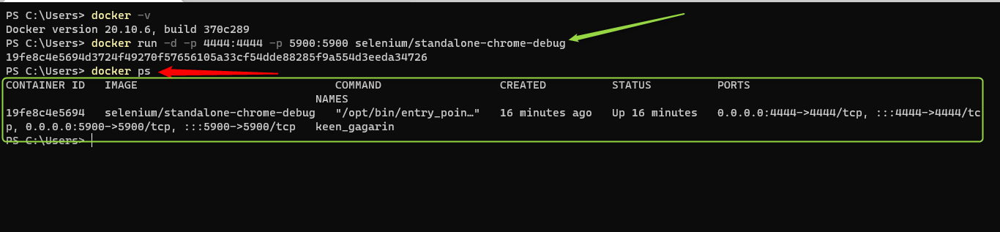 PS C:\Users> docker -v
Docker version 20.10.6, build 370c289
PS C:\Users> docker run -d -p 4444:4444 -p 5900:5900 selenium/standalone-chrome-debug
19fe8c4e5694d3724f49270f57656105a33cf54dde88285f9a554d3eeda34726
PS C:\Users> docker ps
CONTAINER ID   IMAGE                              COMMAND                  CREATED          STATUS          PORTS
                                               NAMES
19fe8c4e5694   selenium/standalone-chrome-debug   "/opt/bin/entry_poin…"   16 minutes ago   Up 16 minutes   0.0.0.0:4444->4444/tcp, :::4444->4444/tc
p, 0.0.0.0:5900->5900/tcp, :::5900->5900/tcp   keen_gagarin
PS C:\Users>